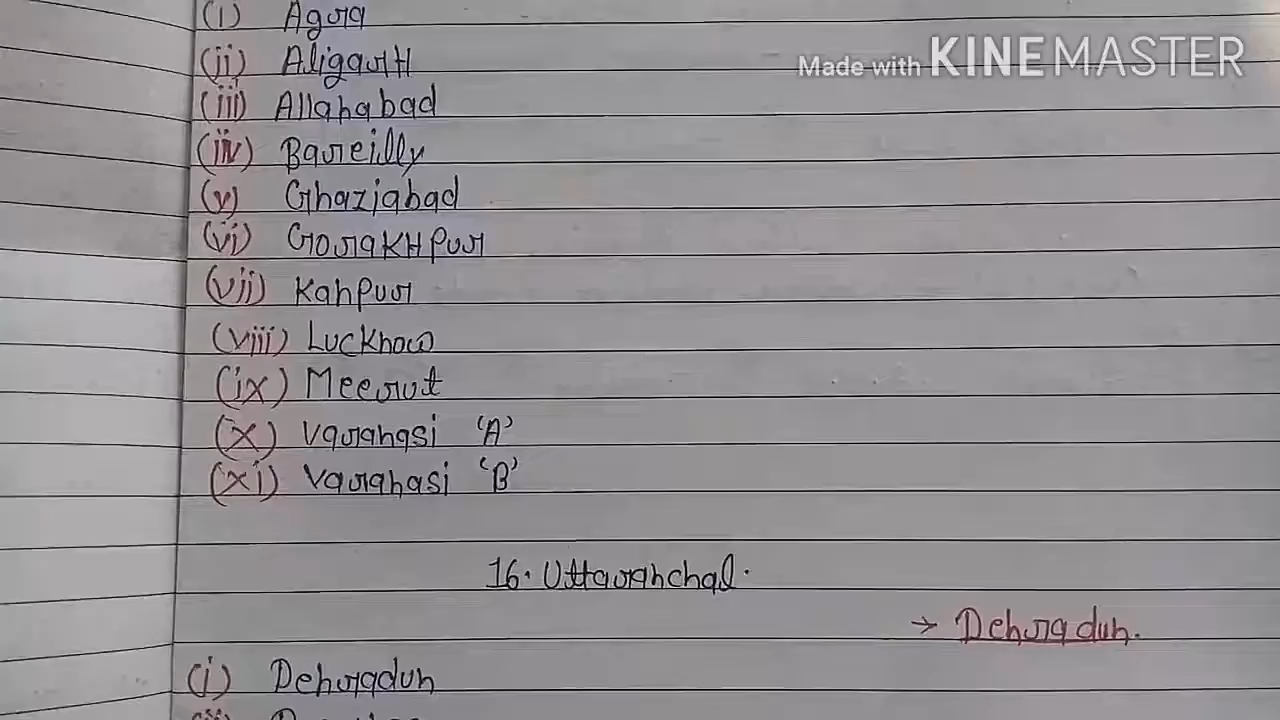 (i) Agra
Made with KINEMASTER
(ii) AligarH
(iii) Allahabad
(iv) Bareilly
(v) Ghaziabad
(vi) GorakHpur
(vii) Kanpur
(viii) Lucknow
(ix) Meerut
(x) Varanasi 'A'
(xi) Varanasi 'B'
16. Uttaranchal.
→ Dehradun.
(i) Dehradun